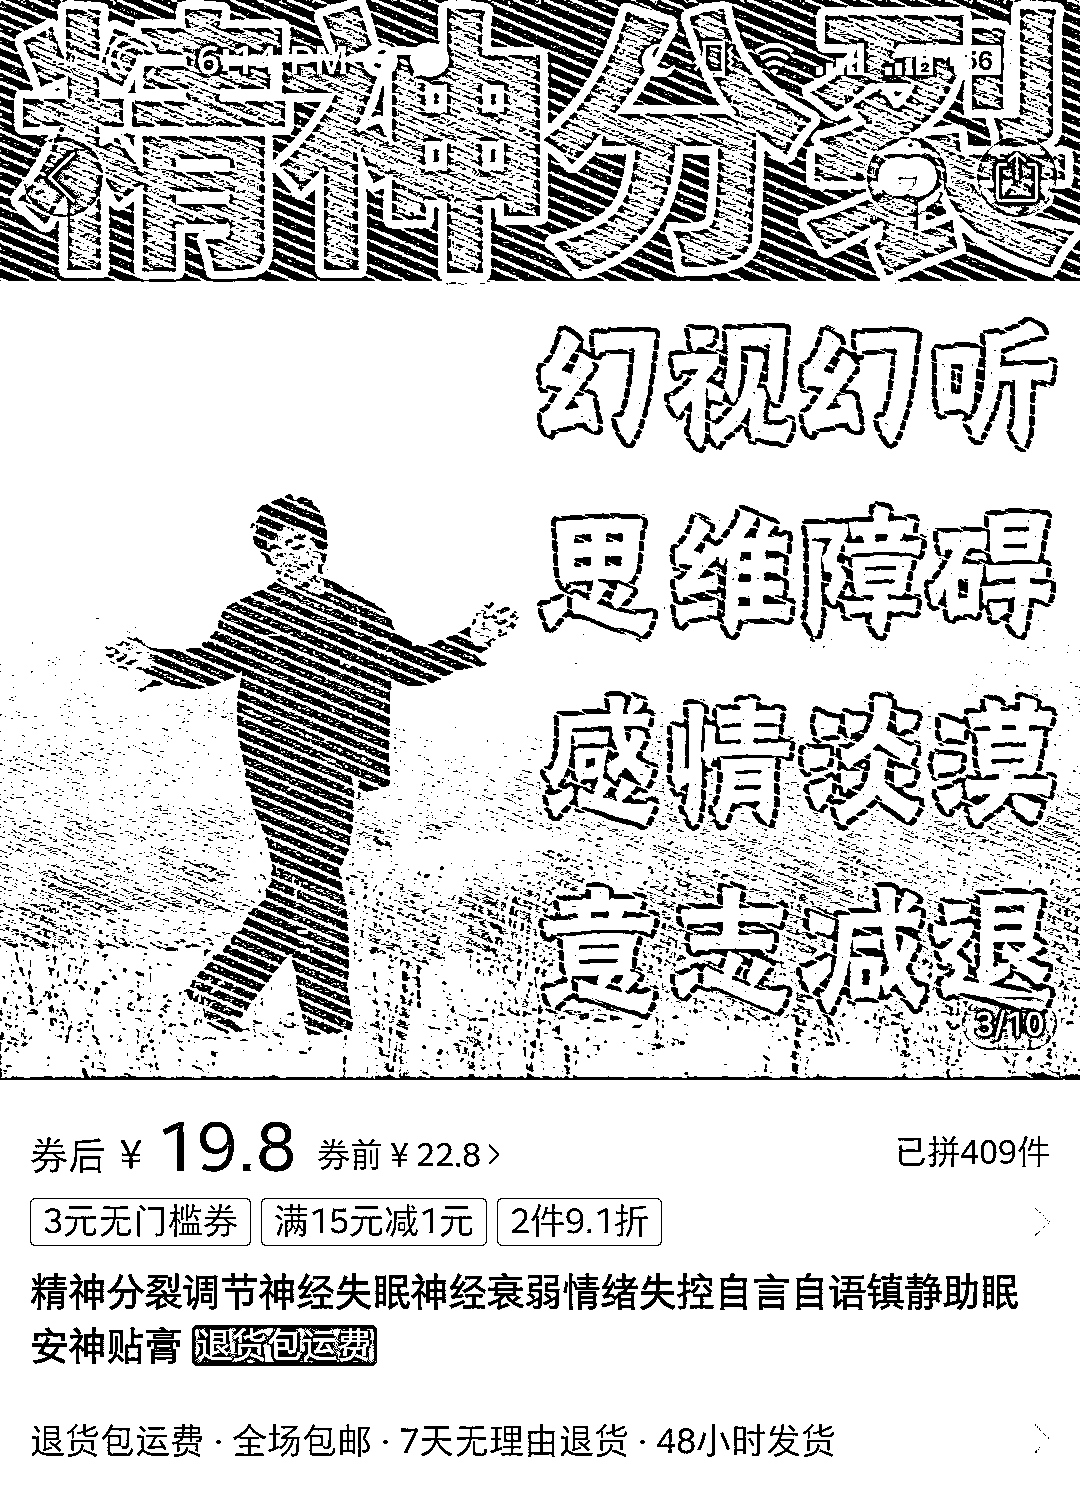 精神分裂
6:14 PM
56
幻视幻听
思维障碍
感情淡漠
意志减退
3/10
券后 ¥ 19.8 券前 ¥ 22.8 >
已拼409件
3元无门槛券 满15元减1元 2件9.1折
精神分裂调节神经失眠神经衰弱情绪失控自言自语镇静助眠
安神贴膏 退货包运费
退货包运费 · 全场包邮 · 7天无理由退货 · 48小时发货